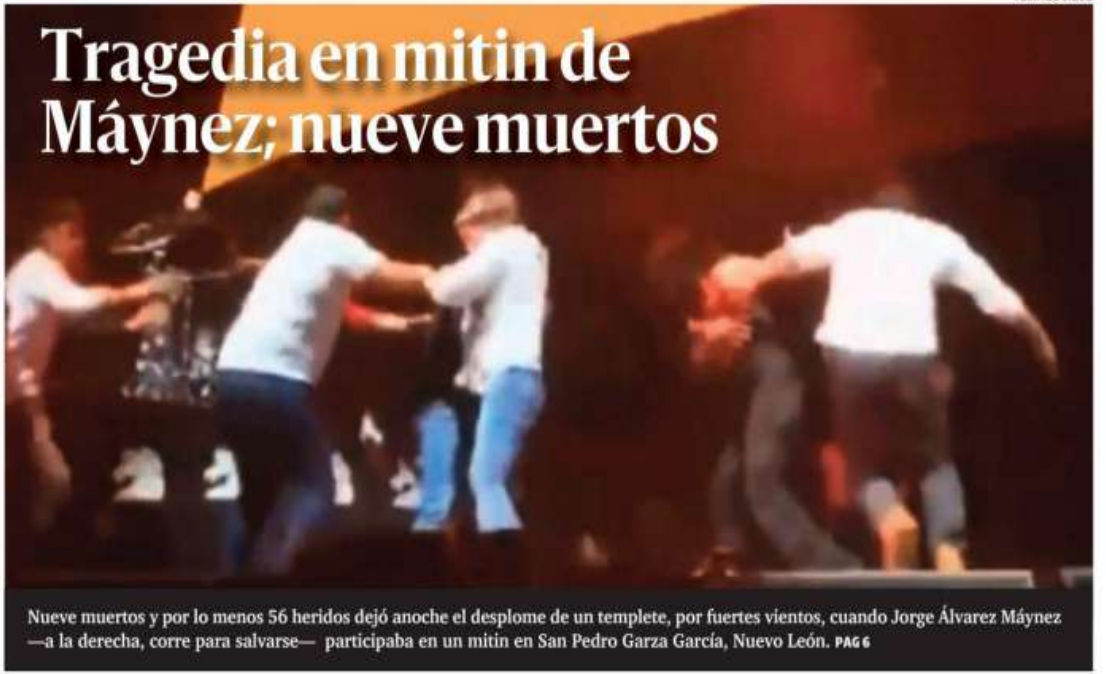 Tragedia en mitin de
Máynez; nueve muertos
Nueve muertos y por lo menos 56 heridos dejó anoche el desplome de un templete, por fuertes vientos, cuando Jorge Álvarez Máynez
—a la derecha, corre para salvarse— participaba en un mitin en San Pedro Garza García, Nuevo León. PAG 6